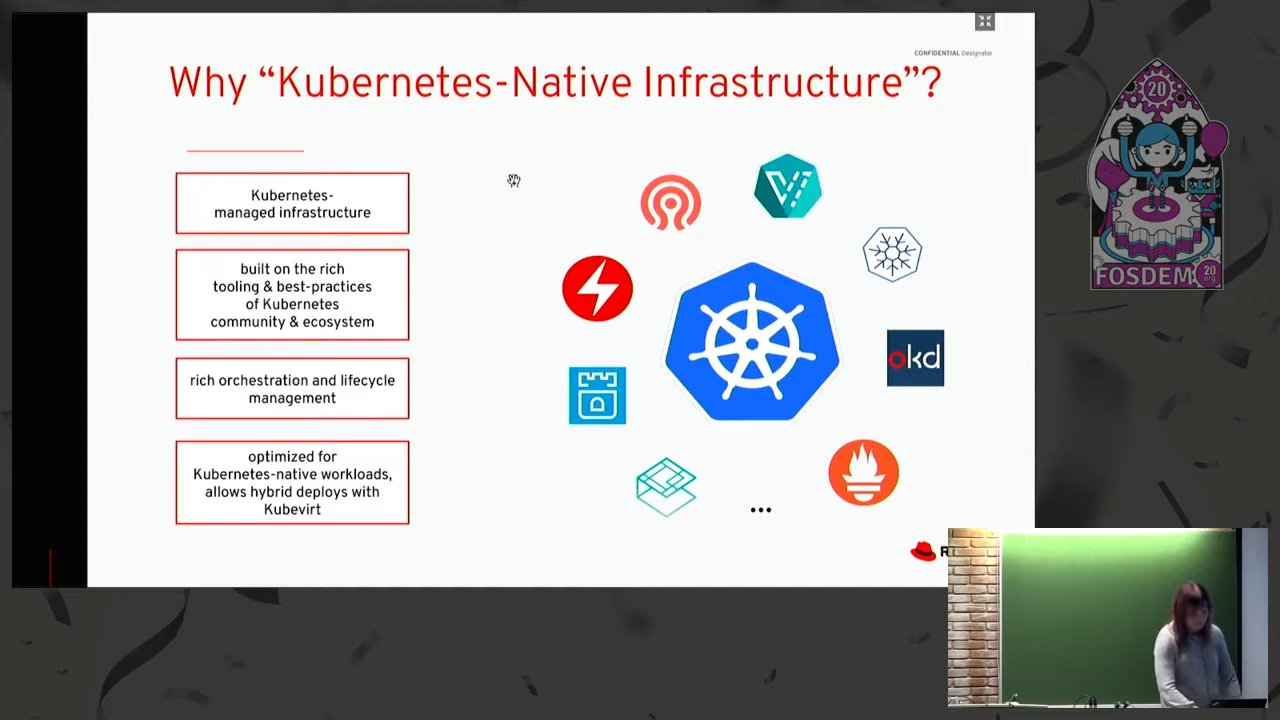 CONFIDENTIAL Designator
Why “Kubernetes-Native Infrastructure”?
Kubernetes-
managed infrastructure
built on the rich
tooling & best-practices
of Kubernetes
community & ecosystem
rich orchestration and lifecycle
management
optimized for
Kubernetes-native workloads,
allows hybrid deploys with
Kubevirt
okd
...
R
20
FOSDEM
20
.org